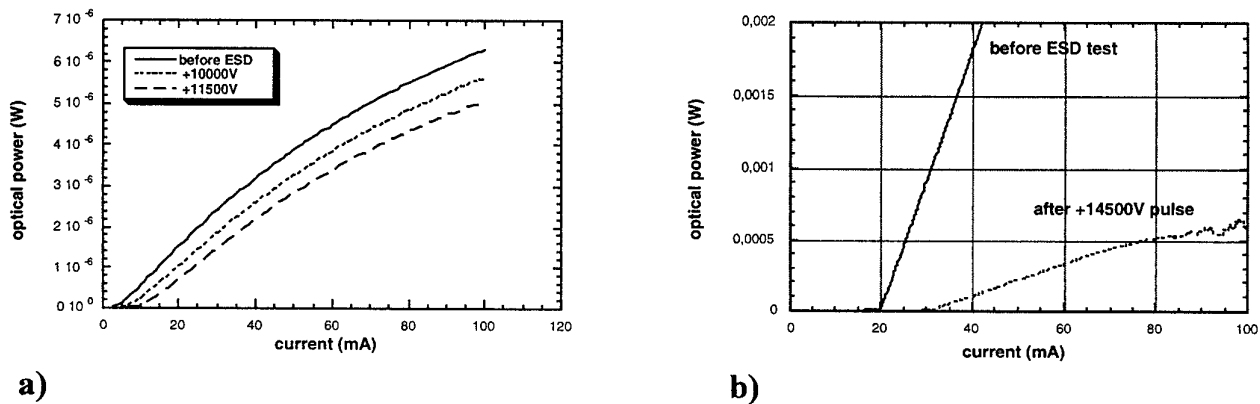 7 10 -6
6 10 -6
5 10 -6
4 10 -6
3 10 -6
2 10 -6
1 10 -6
0 10 0
optical power (W)
before ESD
+10000V
+11500V
0
20
40
60
80
100
120
current (mA)
a)
0,002
0,0015
0,001
0,0005
0
optical power (W)
before ESD test
after +14500V pulse
0
20
40
60
80
100
current (mA)
b)